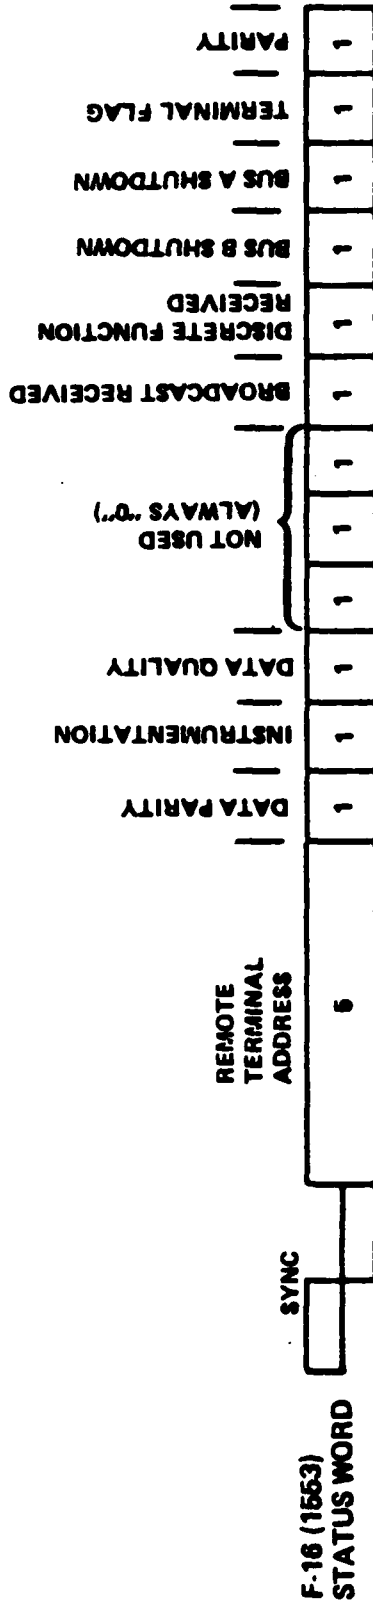 F-16 (1553)
STATUS WORD
SYNC
REMOTE
TERMINAL
ADDRESS
DATA PARITY
INSTRUMENTATION
DATA QUALITY
NOT USED
(ALWAYS "0")
BROADCAST RECEIVED
DISCRETE FUNCTION
RECEIVED
BUS B SHUTDOWN
BUS A SHUTDOWN
TERMINAL FLAG
PARITY
5 1 1 1 1 1 1 1 1 1 1 1 1